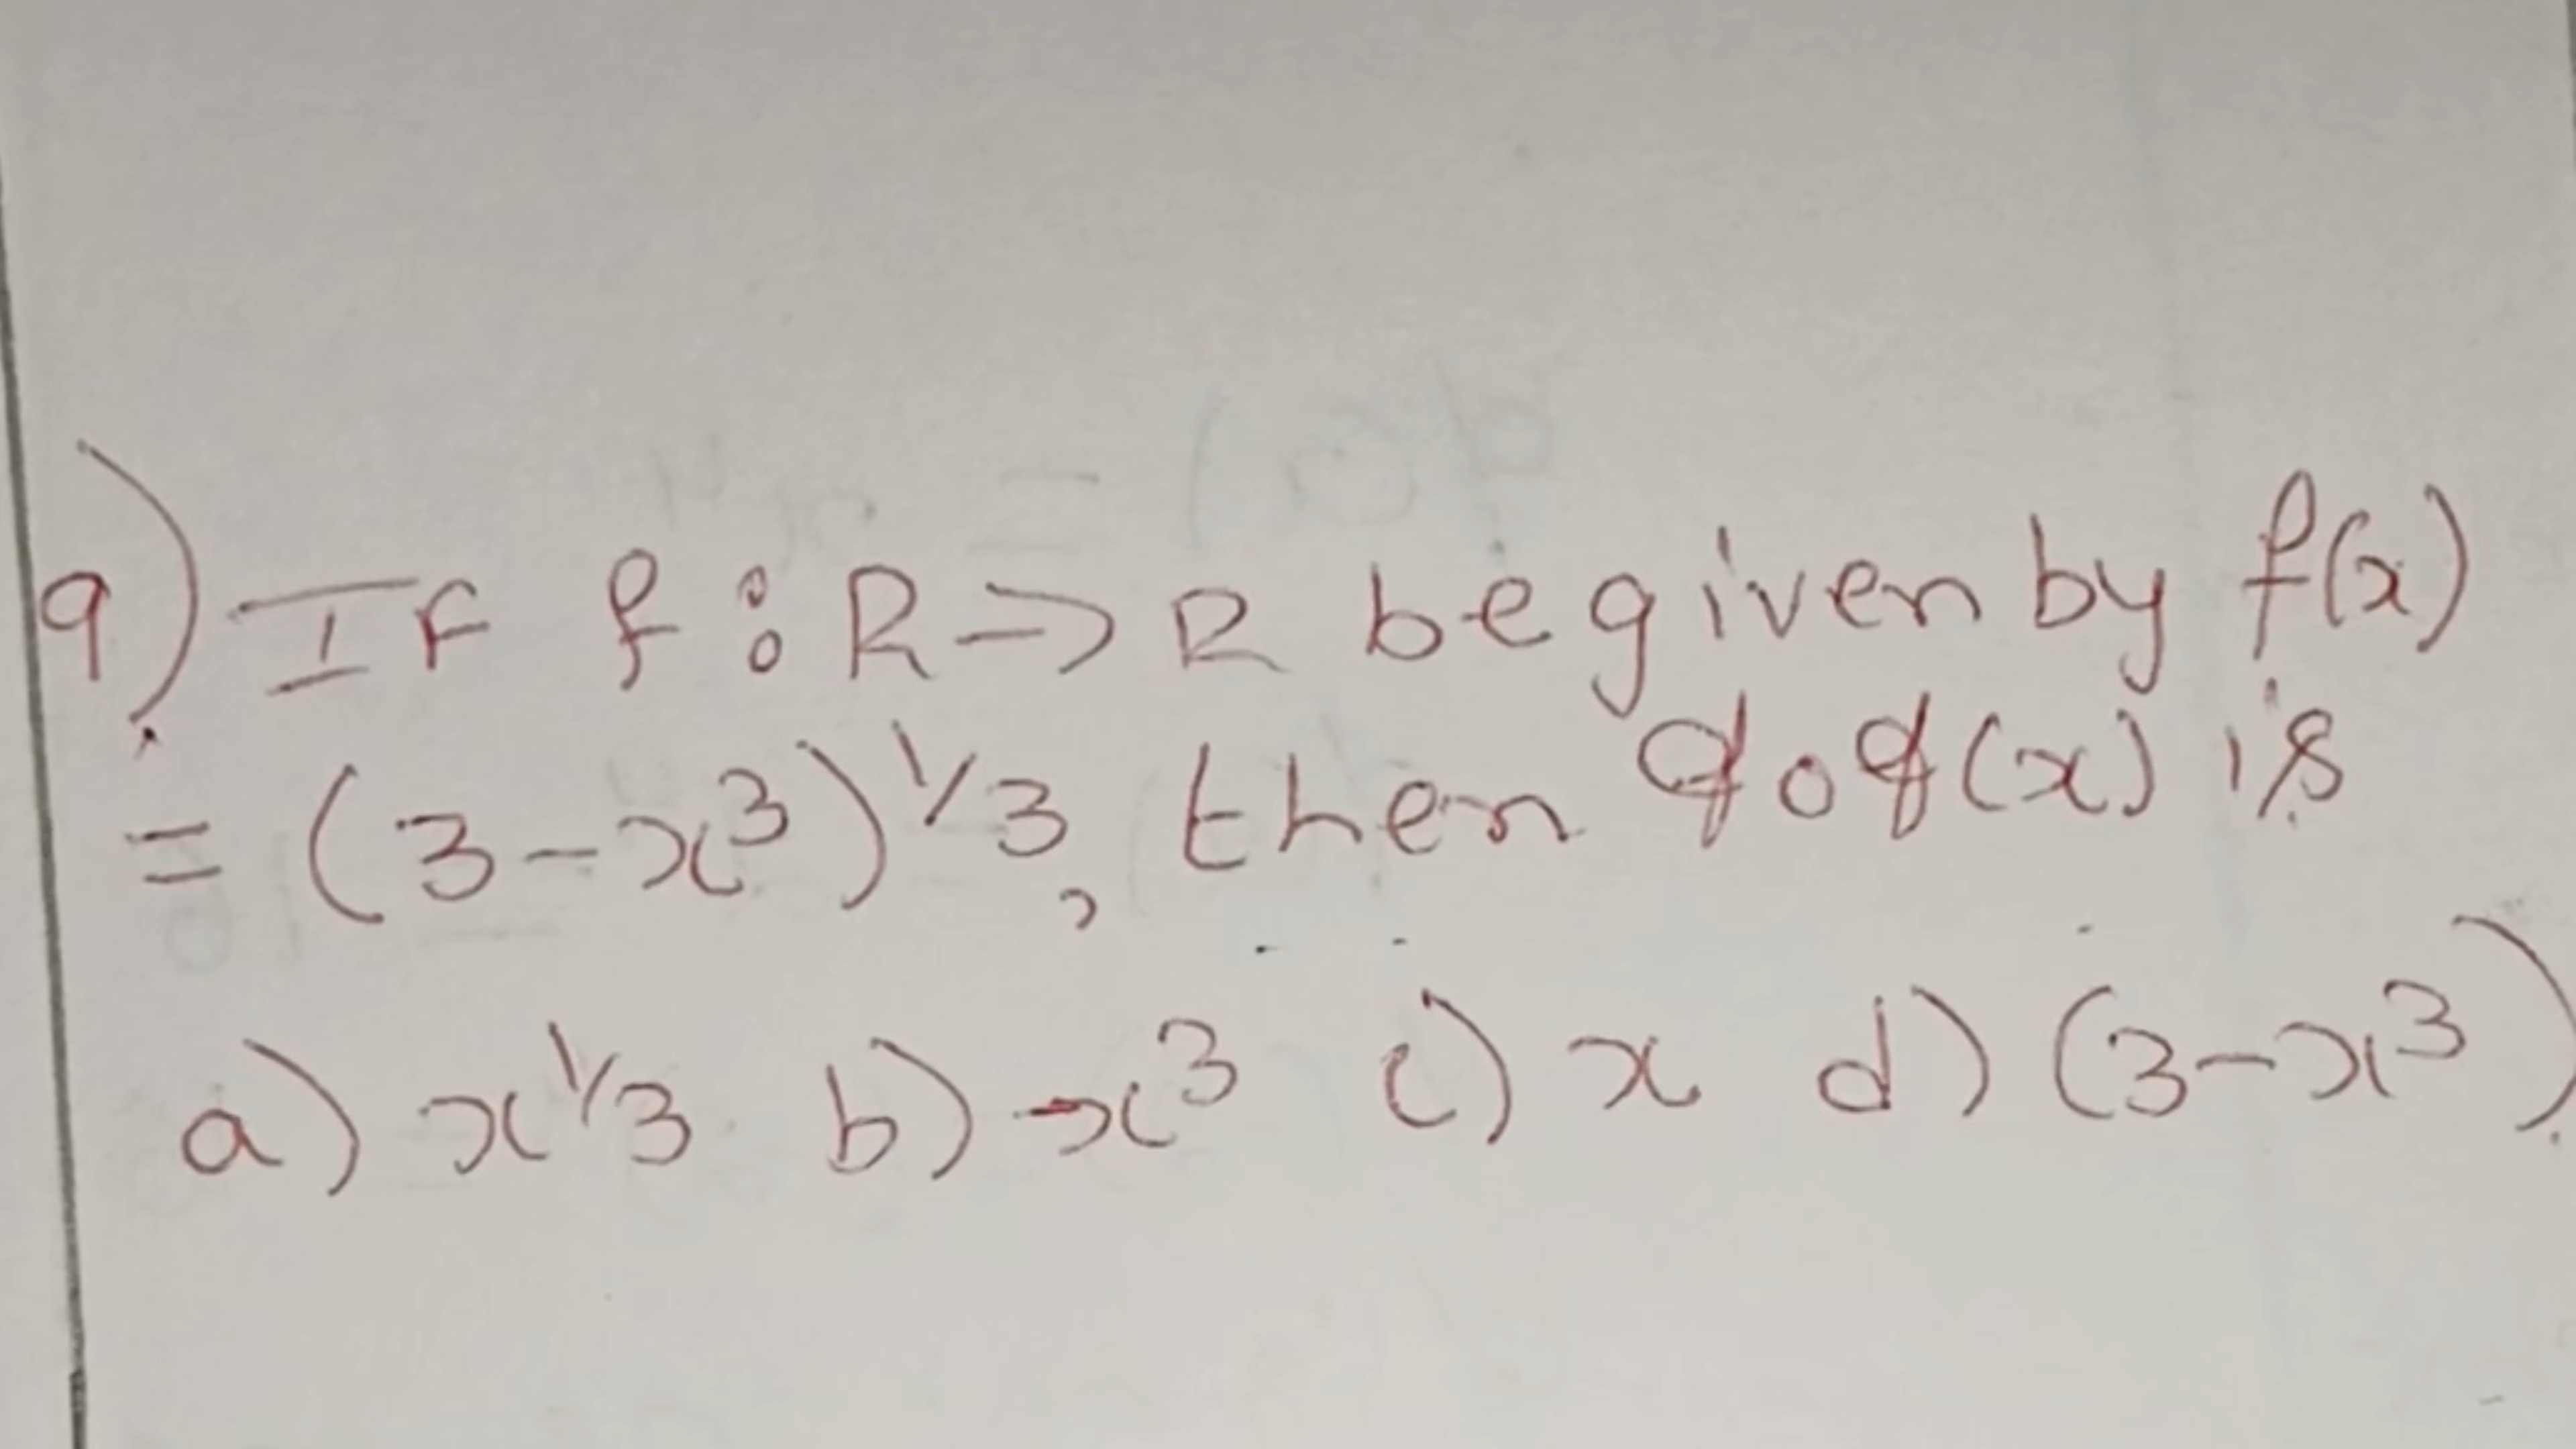 9) If f : R → R be given by f(x)
= (3-x³)^1/3, then fof(x) is
a) x^1/3 b) x³ c) x d) (3-x³)